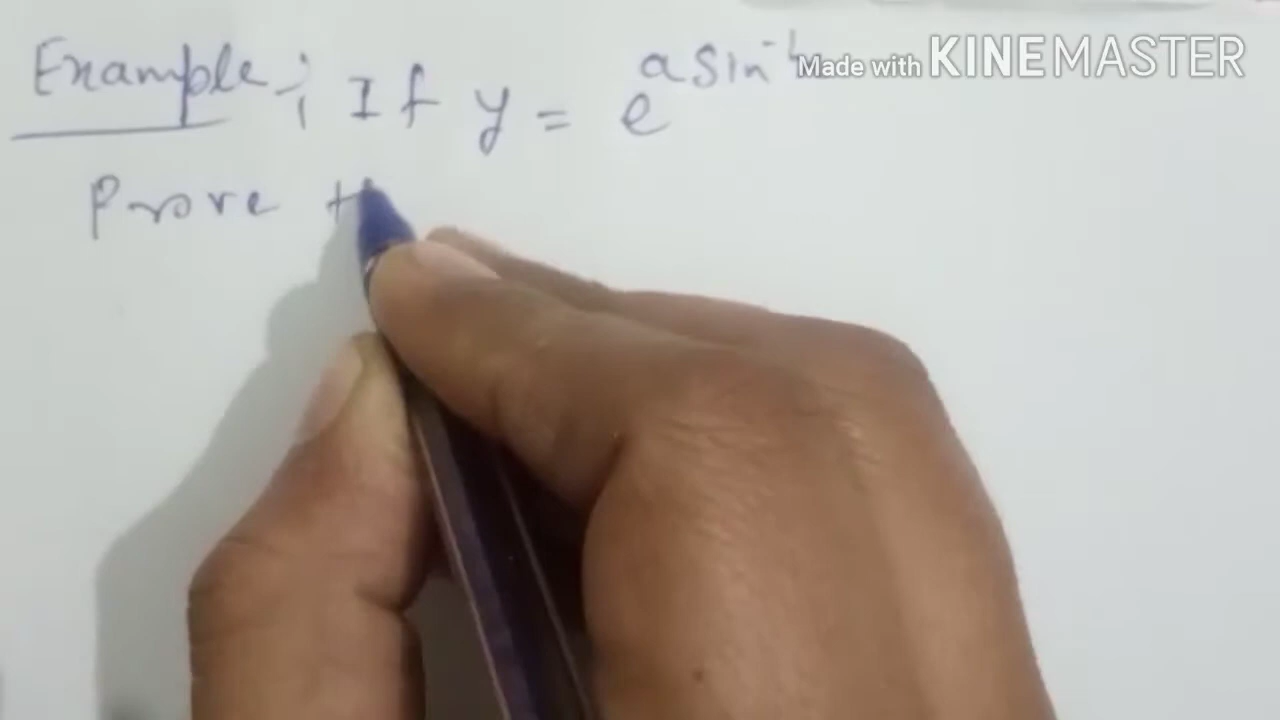 Example:- If y = e^a sin^-1
Made with KINEMASTER
Prove